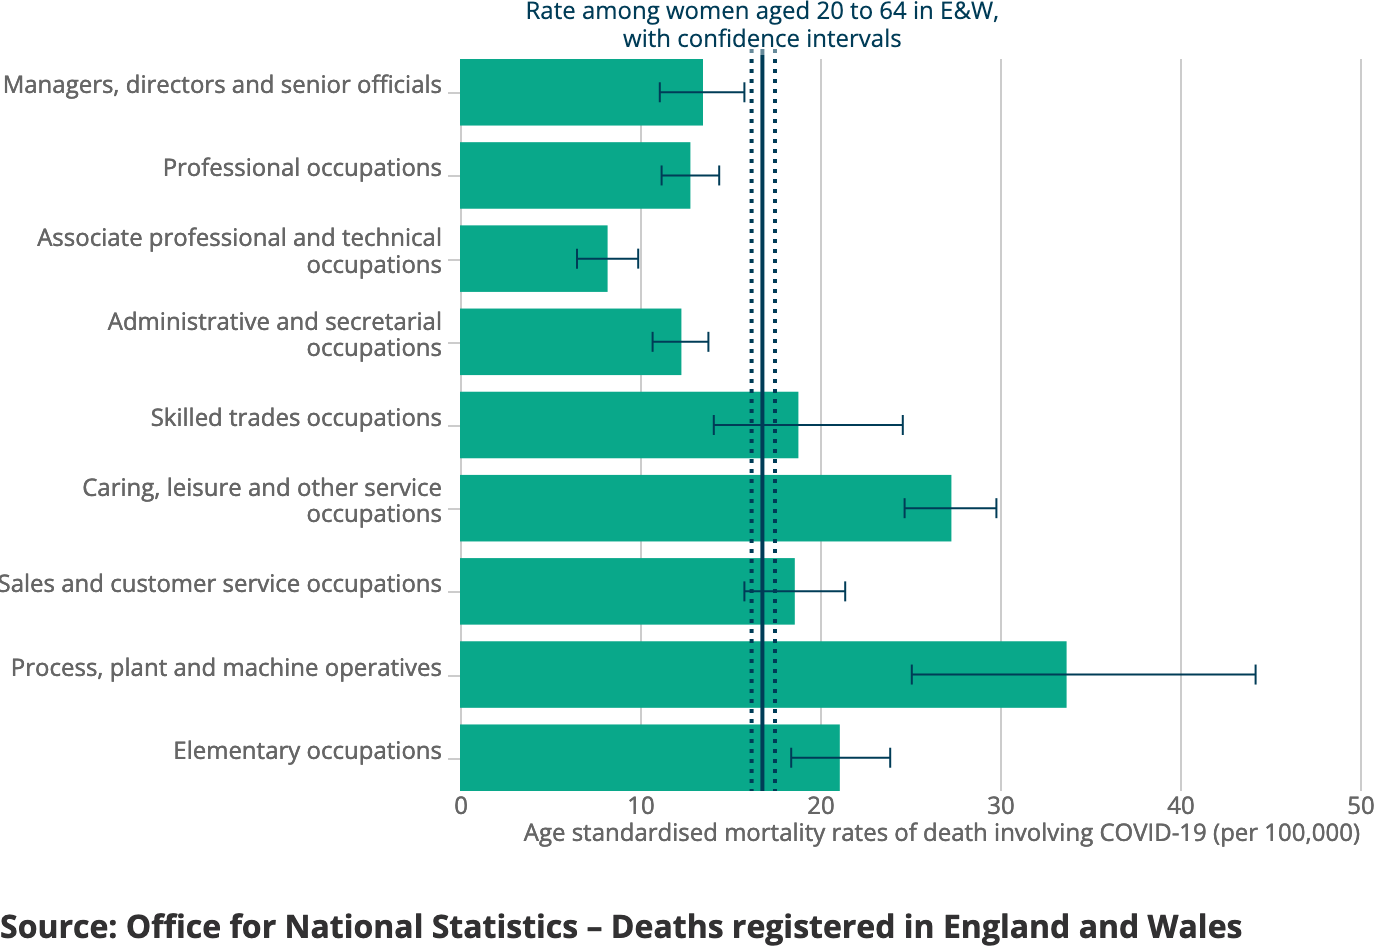 Rate among women aged 20 to 64 in E&W,
with confidence intervals
Managers, directors and senior officials
Professional occupations
Associate professional and technical
occupations
Administrative and secretarial
occupations
Skilled trades occupations
Caring, leisure and other service
occupations
Sales and customer service occupations
Process, plant and machine operatives
Elementary occupations
0 10 20 30 40 50
Age standardised mortality rates of death involving COVID-19 (per 100,000)
Source: Office for National Statistics – Deaths registered in England and Wales